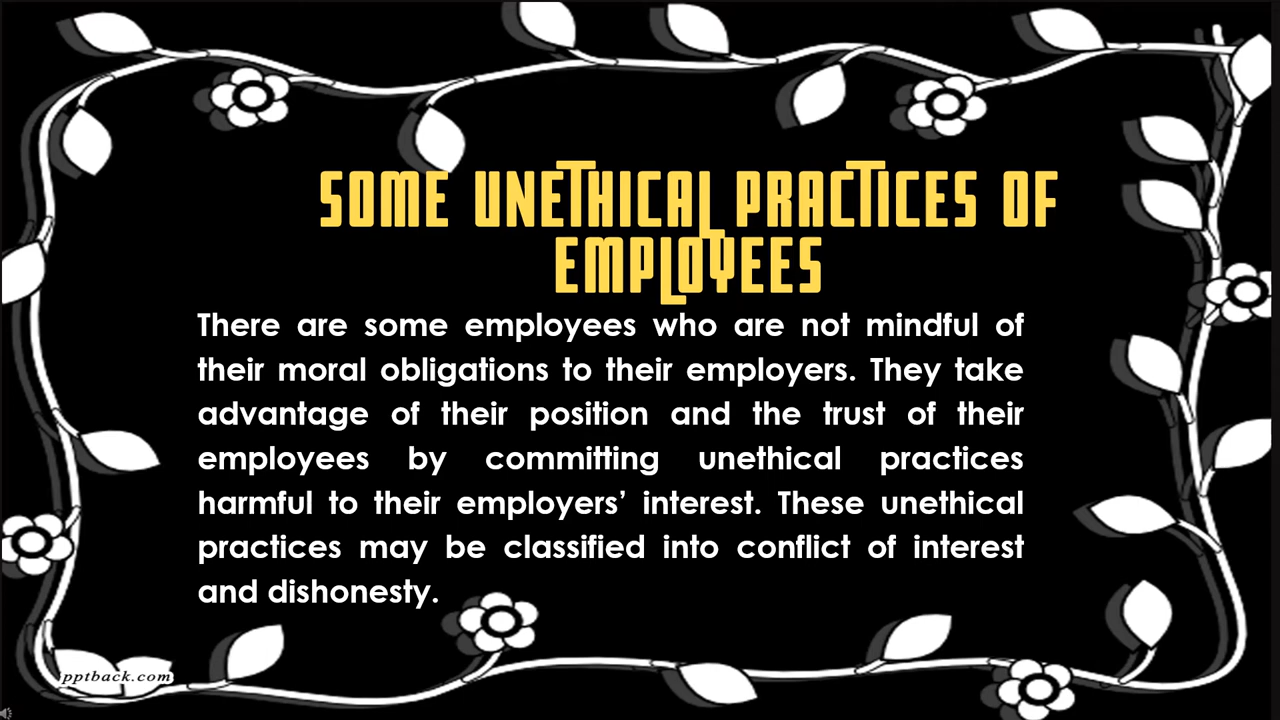 SOME UNETHICAL PRACTICES OF
EMPLOYEES
There are some employees who are not mindful of
their moral obligations to their employers. They take
advantage of their position and the trust of their
employees by committing unethical practices
harmful to their employers’ interest. These unethical
practices may be classified into conflict of interest
and dishonesty.
pptback.com